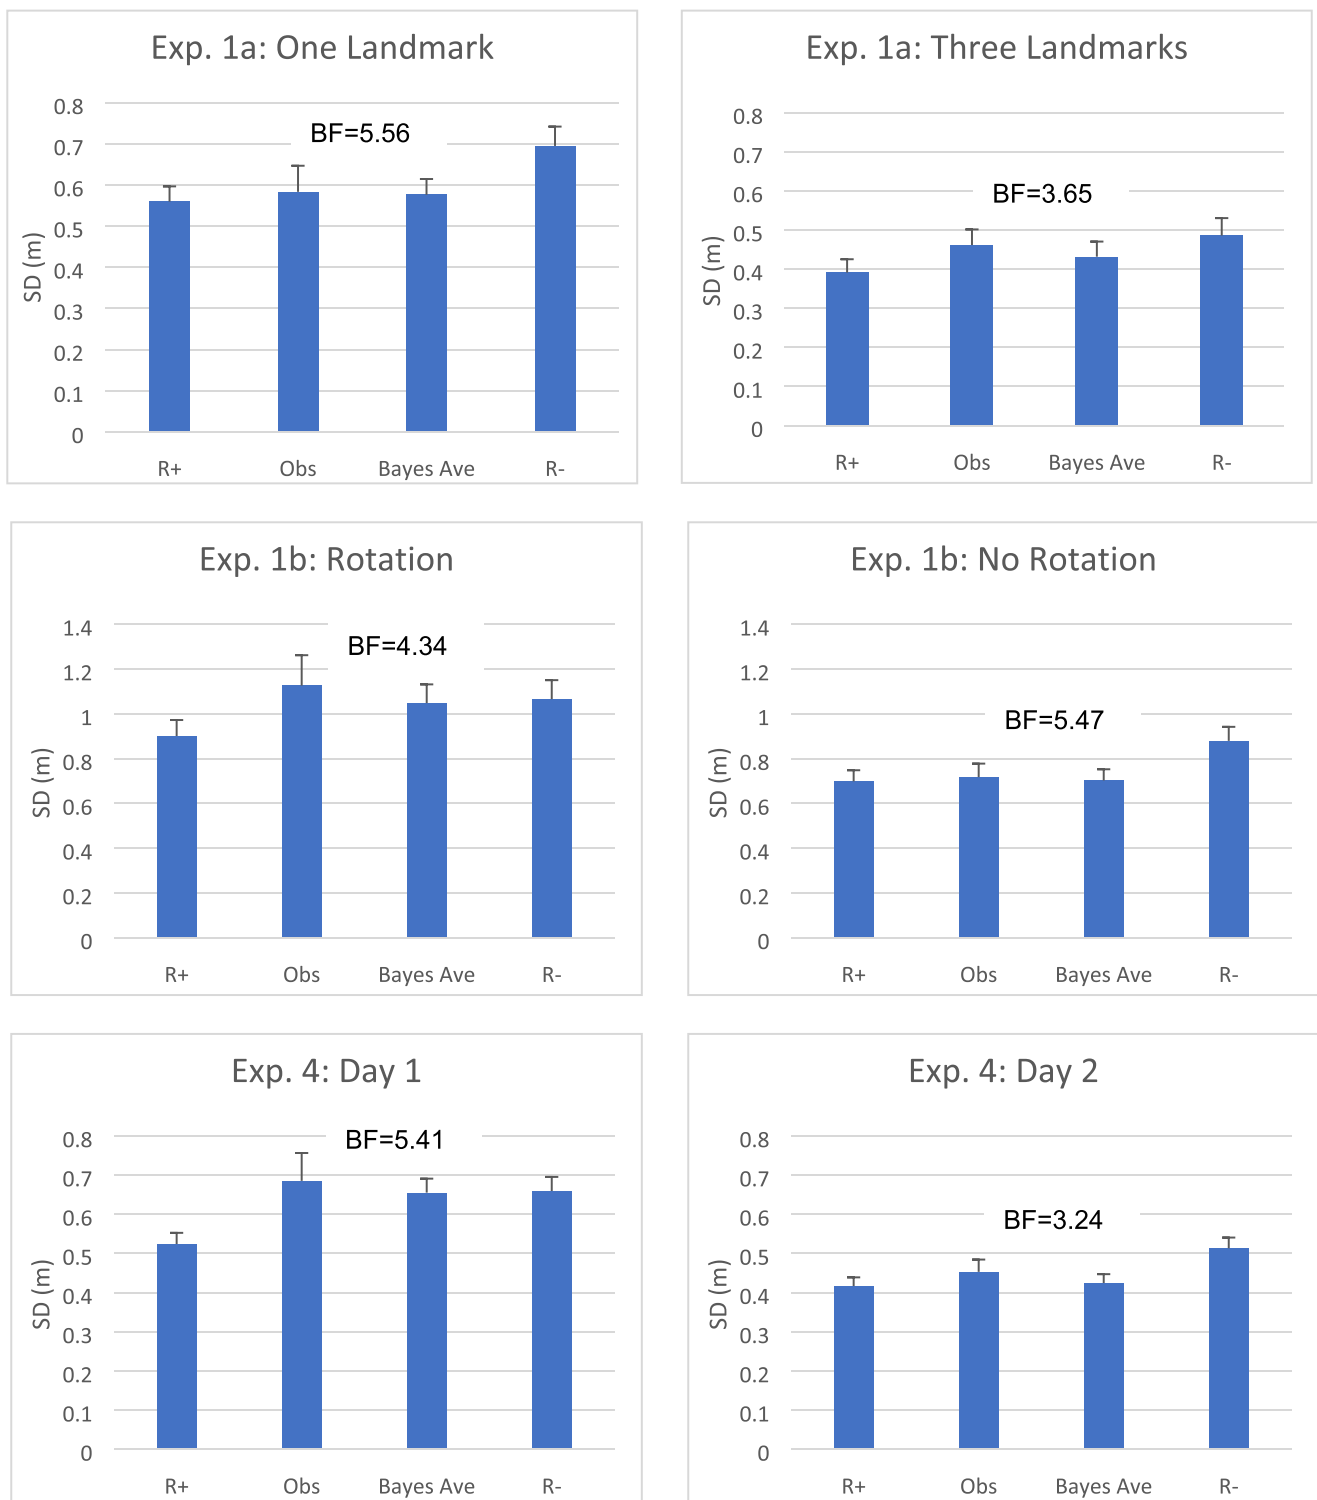 Exp. 1a: One Landmark
0.8
0.7
0.6
0.5
0.4
0.3
0.2
0.1
0
SD (m)
BF=5.56
R+ Obs Bayes Ave R-
Exp. 1a: Three Landmarks
0.8
0.7
0.6
0.5
0.4
0.3
0.2
0.1
0
SD (m)
BF=3.65
R+ Obs Bayes Ave R-
Exp. 1b: Rotation
1.4
1.2
1
0.8
0.6
0.4
0.2
0
SD (m)
BF=4.34
R+ Obs Bayes Ave R-
Exp. 1b: No Rotation
1.4
1.2
1
0.8
0.6
0.4
0.2
0
SD (m)
BF=5.47
R+ Obs Bayes Ave R-
Exp. 4: Day 1
0.8
0.7
0.6
0.5
0.4
0.3
0.2
0.1
0
SD (m)
BF=5.41
R+ Obs Bayes Ave R-
Exp. 4: Day 2
0.8
0.7
0.6
0.5
0.4
0.3
0.2
0.1
0
SD (m)
BF=3.24
R+ Obs Bayes Ave R-